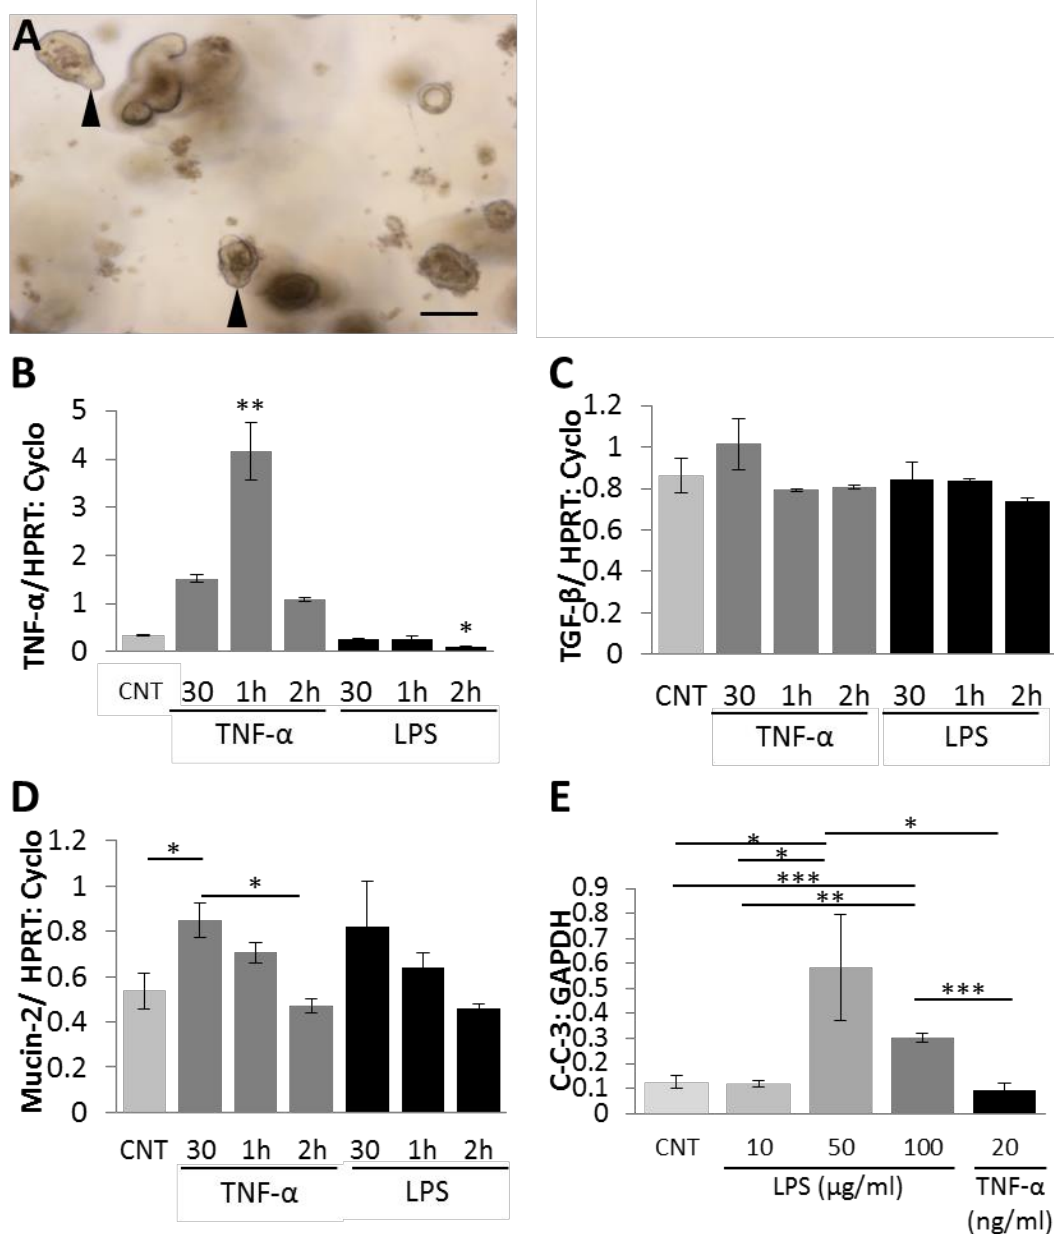 A
B
TNF-α/HPRT: Cyclo
5
4
3
2
1
0
**
*
CNT 30 1h 2h 30 1h 2h
TNF-α LPS
C
TGF-β/ HPRT: Cyclo
1.2
1
0.8
0.6
0.4
0.2
0
CNT 30 1h 2h 30 1h 2h
TNF-α LPS
D
Mucin-2/ HPRT: Cyclo
1.2
1
0.8
0.6
0.4
0.2
0
*
*
CNT 30 1h 2h 30 1h 2h
TNF-α LPS
E
C-C-3: GAPDH
*
*
*
***
**
***
0.9
0.8
0.7
0.6
0.5
0.4
0.3
0.2
0.1
0
CNT 10 50 100 20
LPS (µg/ml) TNF-α
(ng/ml)